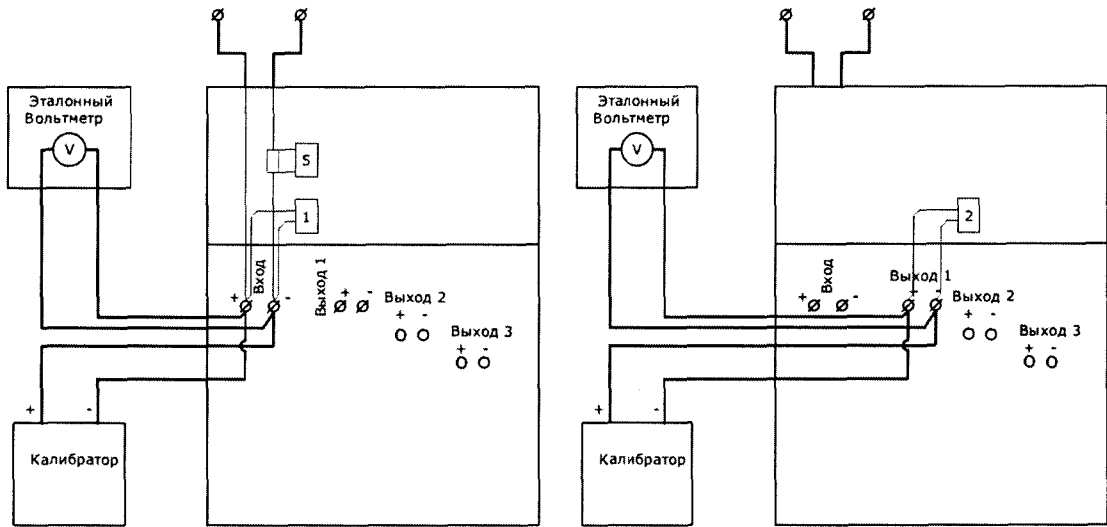 Эталонный
Вольтметр
V
S
1
Вход
+ -
Выход 1
+ -
Выход 2
+ -
Выход 3
+ -
+ -
Калибратор
Эталонный
Вольтметр
V
2
Вход
+ -
Выход 1
+ -
Выход 2
+ -
Выход 3
+ -
+ -
Калибратор